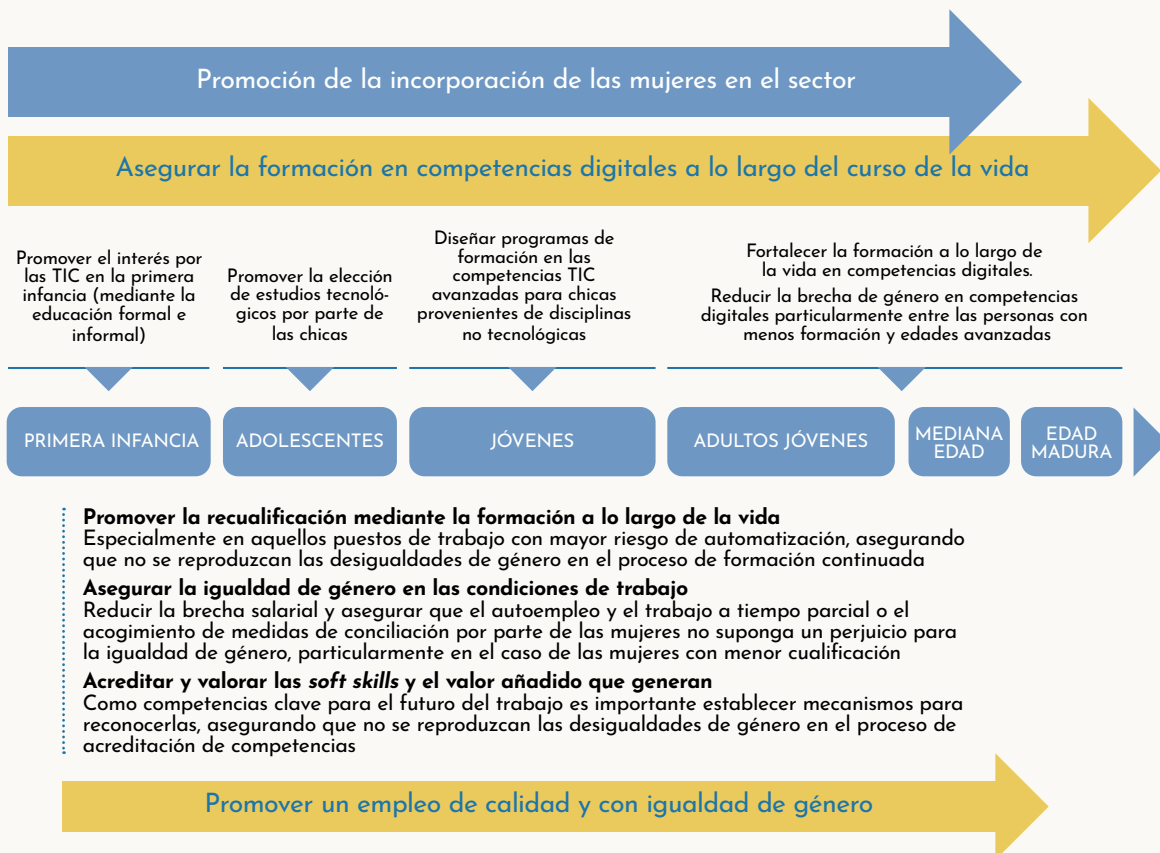 Promoción de la incorporación de las mujeres en el sector
Asegurar la formación en competencias digitales a lo largo del curso de la vida
Promover el interés por
las TIC en la primera
infancia (mediante la
educación formal e
informal)
Promover la elección
de estudios tecnoló-
gicos por parte de
las chicas
Diseñar programas de
formación en las
competencias TIC
avanzadas para chicas
provenientes de disciplinas
no tecnológicas
Fortalecer la formación a lo largo de
la vida en competencias digitales.
Reducir la brecha de género en competencias
digitales particularmente entre las personas con
menos formación y edades avanzadas
PRIMERA INFANCIA
ADOLESCENTES
JÓVENES
ADULTOS JÓVENES
MEDIANA
EDAD
EDAD
MADURA
Promover la recualificación mediante la formación a lo largo de la vida
Especialmente en aquellos puestos de trabajo con mayor riesgo de automatización, asegurando
que no se reproduzcan las desigualdades de género en el proceso de formación continuada
Asegurar la igualdad de género en las condiciones de trabajo
Reducir la brecha salarial y asegurar que el autoempleo y el trabajo a tiempo parcial o el
acogimiento de medidas de conciliación por parte de las mujeres no suponga un perjuicio para
la igualdad de género, particularmente en el caso de las mujeres con menor cualificación
Acreditar y valorar las soft skills y el valor añadido que generan
Como competencias clave para el futuro del trabajo es importante establecer mecanismos para
reconocerlas, asegurando que no se reproduzcan las desigualdades de género en el proceso de
acreditación de competencias
Promover un empleo de calidad y con igualdad de género